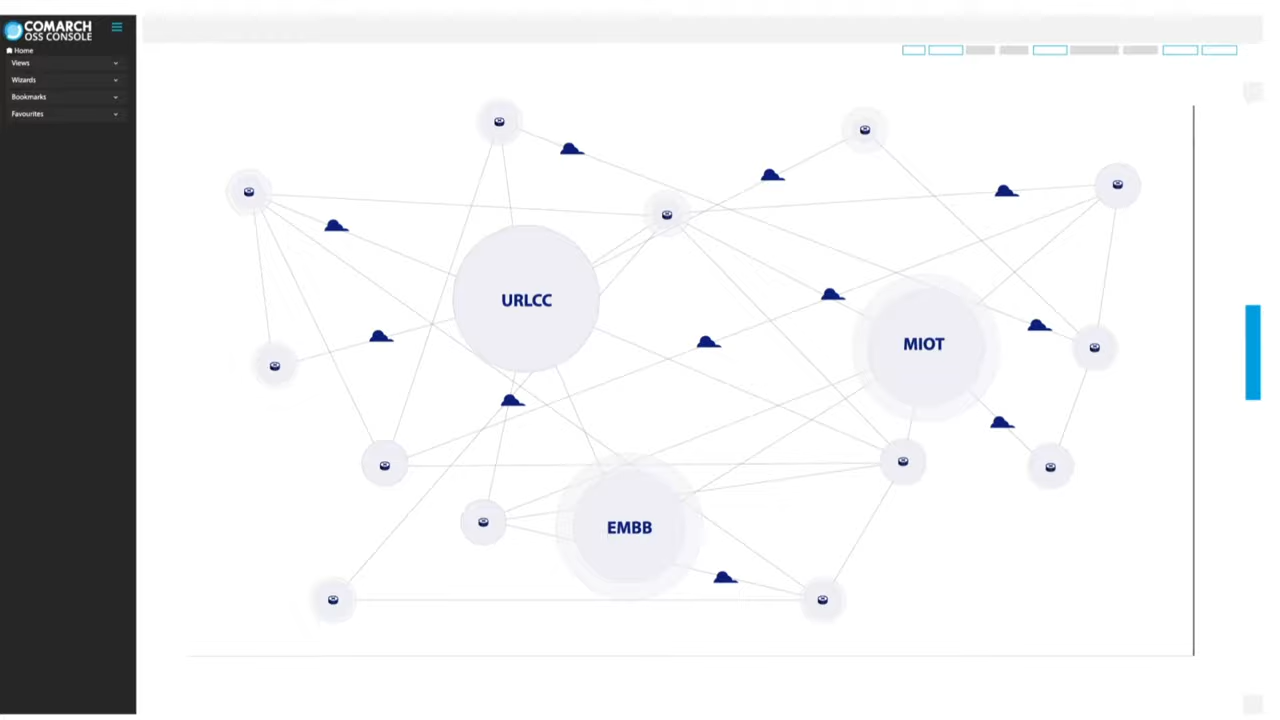 COMARCH
OSS CONSOLE
Home
Views
Wizards
Bookmarks
Favourites
URLCC
MIOT
EMBB